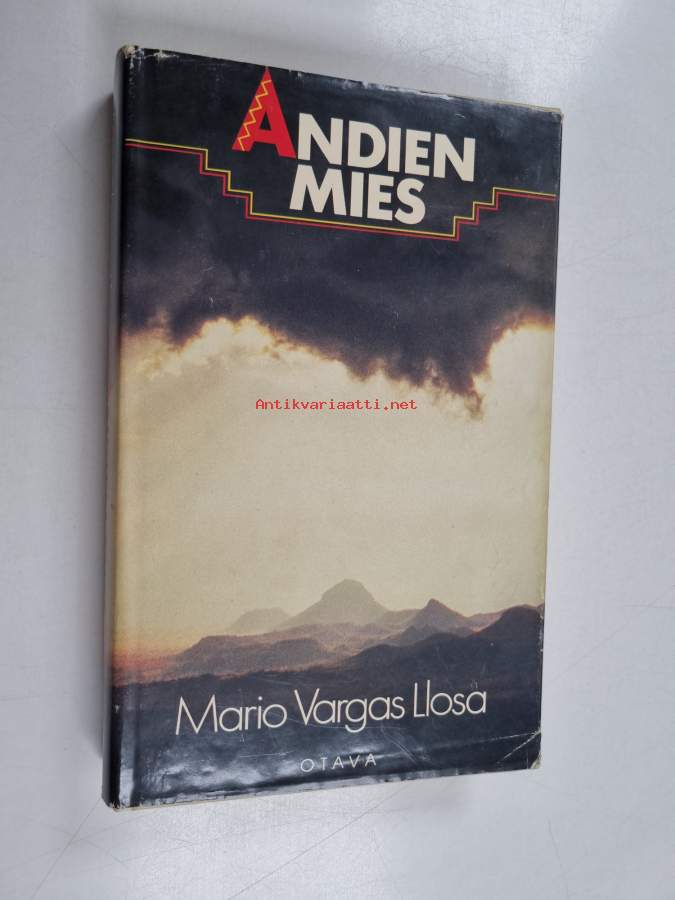 ANDIEN
MIES
Antikvariaatti.net
Mario Vargas Llosa
OTAVA